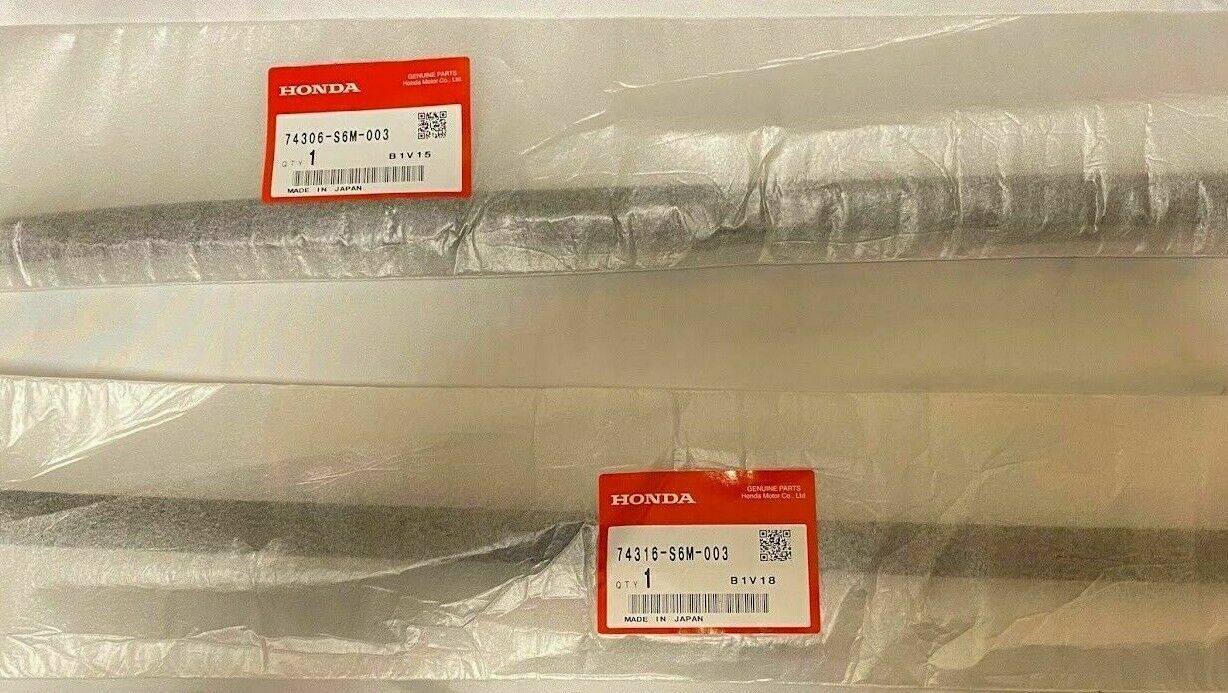 HONDA
GENUINE PARTS
Honda Motor Co., Ltd.
74306-S6M-003
QTY 1 B1V15
MADE IN JAPAN
HONDA
GENUINE PARTS
Honda Motor Co., Ltd.
74316-S6M-003
QTY 1 B1V18
MADE IN JAPAN